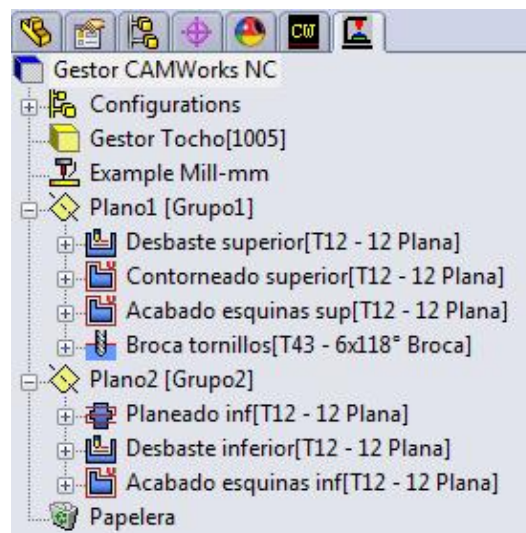 CW
Gestor CAMWorks NC
Configurations
Gestor Tocho[1005]
Example Mill-mm
Plano1 [Grupo1]
Desbaste superior[T12 - 12 Plana]
Contorneado superior[T12 - 12 Plana]
Acabado esquinas sup[T12 - 12 Plana]
Broca tornillos[T43 - 6x118° Broca]
Plano2 [Grupo2]
Planeado inf[T12 - 12 Plana]
Desbaste inferior[T12 - 12 Plana]
Acabado esquinas inf[T12 - 12 Plana]
Papelera